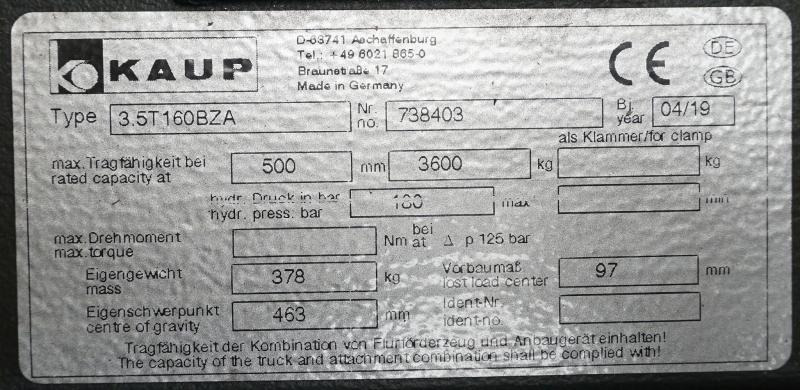 KAUP
D-63741 Aschaffenburg
Tel.: +49 6021 865-0
Braunstraße 17
Made in Germany
CE
DE
GB
Type 3.5T160BZA Nr. no. 738403 Bj. year 04/19
als Klammer/for clamp
max. Tragfähigkeit bei 500 mm 3600 kg kg
rated capacity at
hydr. Druck in bar max
hydr. press. bar
max. Drehmoment Nm bei Δ p 125 bar
max. torque at
Eigengewicht 378 kg Vorbaumaß 97 mm
mass lost load center
Eigenschwerpunkt 463 mm Ident-Nr.
centre of gravity ident-no.
Tragfähigkeit der Kombination von Flurförderzeug und Anbaugerät einhalten!
The capacity of the truck and attachment combination shall be complied with!